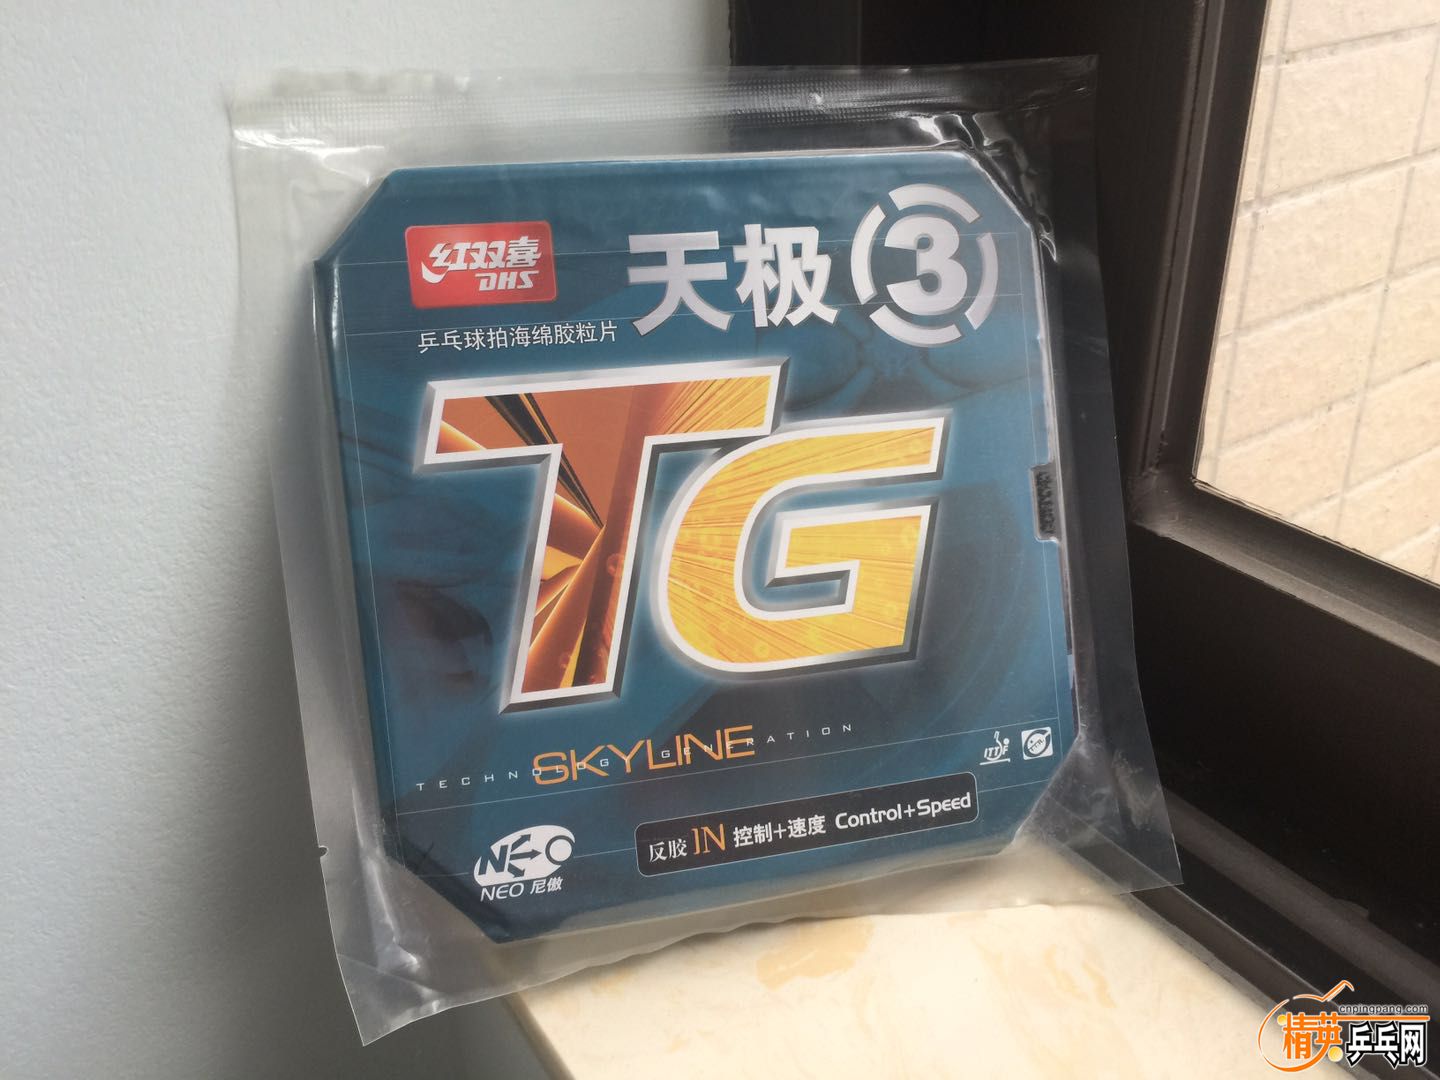 红双喜
DHS
天极 3
乒乓球拍海绵胶粒片
TG
SKYLINE
TECHNOLOGY GENERATION
ITTF
NEO
NEO 尼傲
反胶 IN 控制+速度 Control+Speed
cnpingpang.com
精英乒乓网